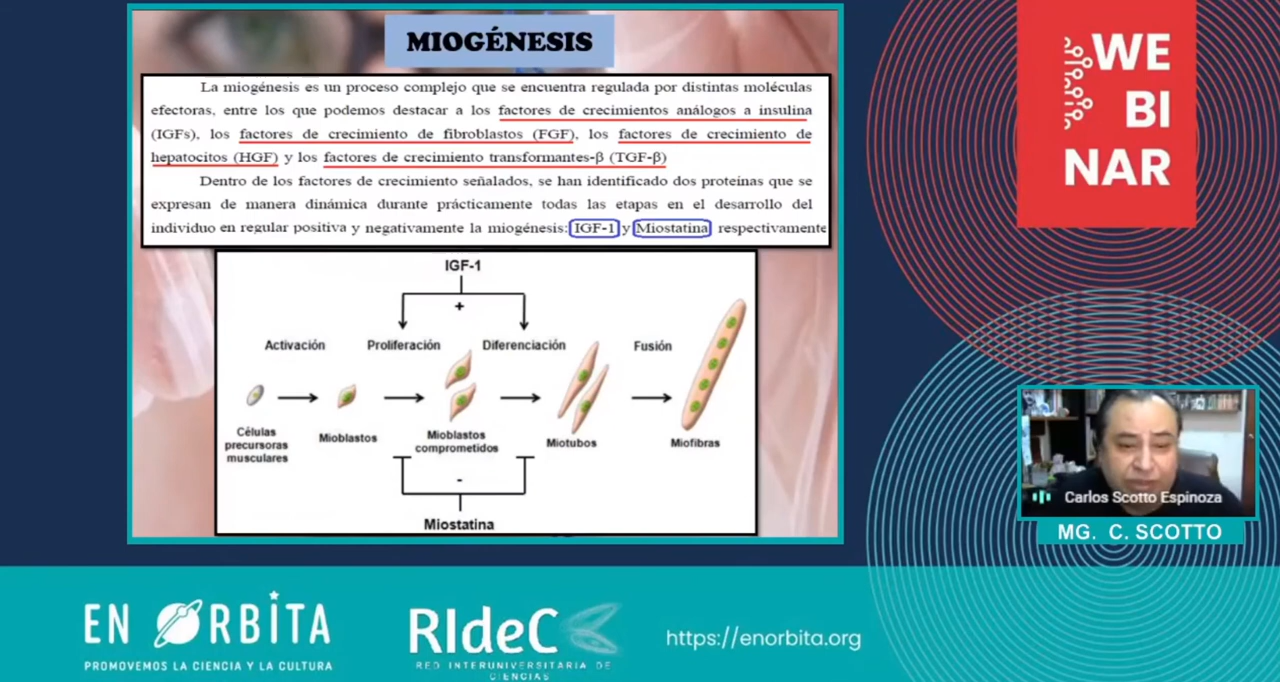 MIOGÉNESIS
La miogénesis es un proceso complejo que se encuentra regulada por distintas moléculas
efectoras, entre los que podemos destacar a los factores de crecimientos análogos a insulina
(IGFs), los factores de crecimiento de fibroblastos (FGF), los factores de crecimiento de
hepatocitos (HGF) y los factores de crecimiento transformantes-β (TGF-β)
Dentro de los factores de crecimiento señalados, se han identificado dos proteínas que se
expresan de manera dinámica durante prácticamente todas las etapas en el desarrollo del
individuo en regular positiva y negativamente la miogénesis: IGF-1 y Miostatina respectivamente
IGF-1
+
Activación
Proliferación
Diferenciación
Fusión
Células
precursoras
musculares
Mioblastos
Mioblastos
comprometidos
Miotubos
Miofibras
-
Miostatina
WE
BI
NAR
Carlos Scotto Espinoza
MG. C. SCOTTO
EN ORBITA
PROMOVEMOS LA CIENCIA Y LA CULTURA
RIdeC
RED INTERUNIVERSITARIA DE
CIENCIAS
https://enorbita.org